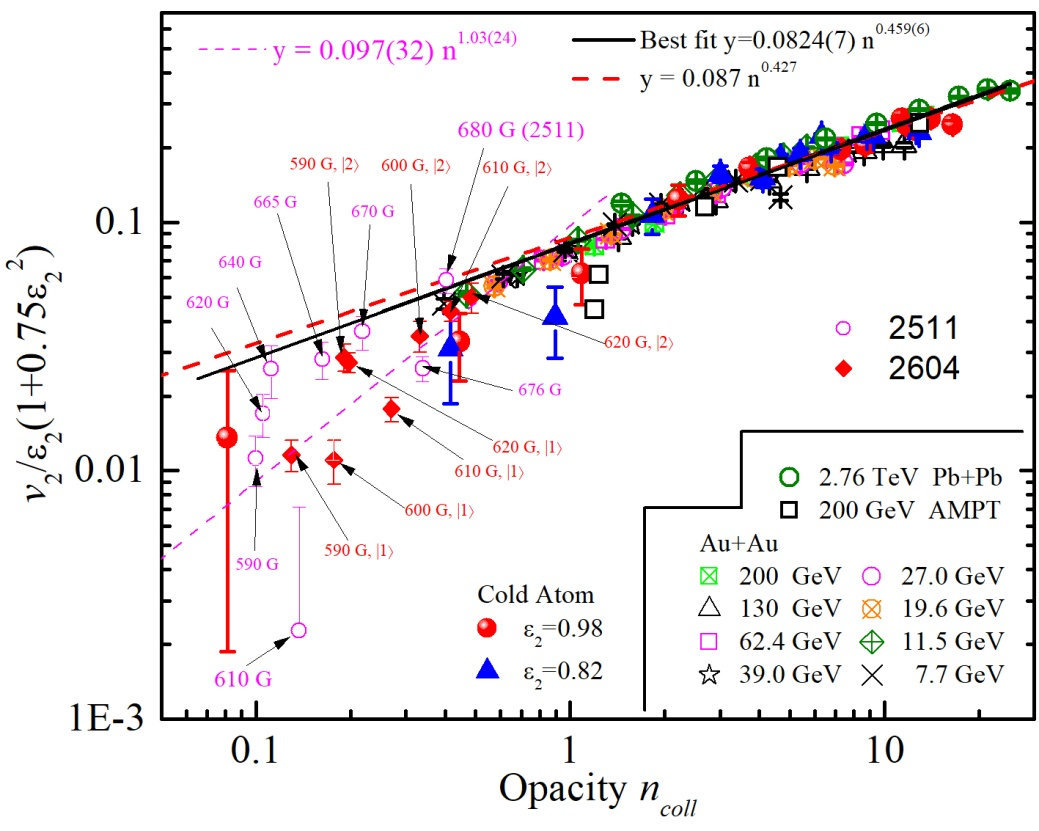 y = 0.097(32) n^1.03(24)
Best fit y=0.0824(7) n^0.459(6)
y = 0.087 n^0.427
680 G (2511)
590 G, |2⟩
600 G, |2⟩
610 G, |2⟩
665 G
670 G
640 G
620 G
620 G, |2⟩
676 G
2511
2604
620 G, |1⟩
610 G, |1⟩
600 G, |1⟩
590 G, |1⟩
590 G
610 G
2.76 TeV Pb+Pb
200 GeV AMPT
Au+Au
200 GeV
27.0 GeV
130 GeV
19.6 GeV
62.4 GeV
11.5 GeV
39.0 GeV
7.7 GeV
Cold Atom
ε₂=0.98
ε₂=0.82
0.1
0.01
1E-3
0.1
1
10
v₂/ε₂(1+0.75ε₂²)
Opacity n_coll